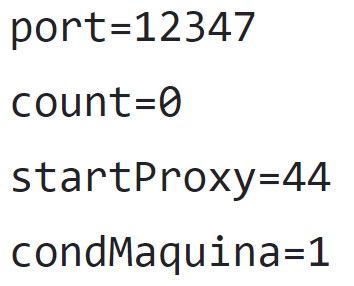 port=12347
count=0
startProxy=44
condMaquina=1